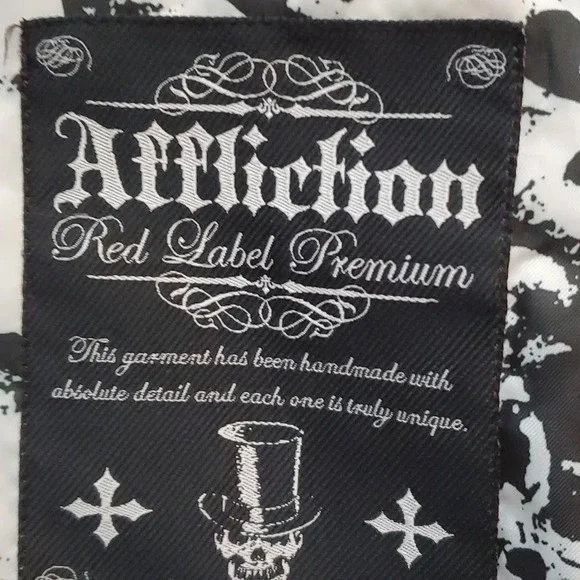 Affliction
Red Label Premium
This garment has been handmade with
absolute detail and each one is truly unique.